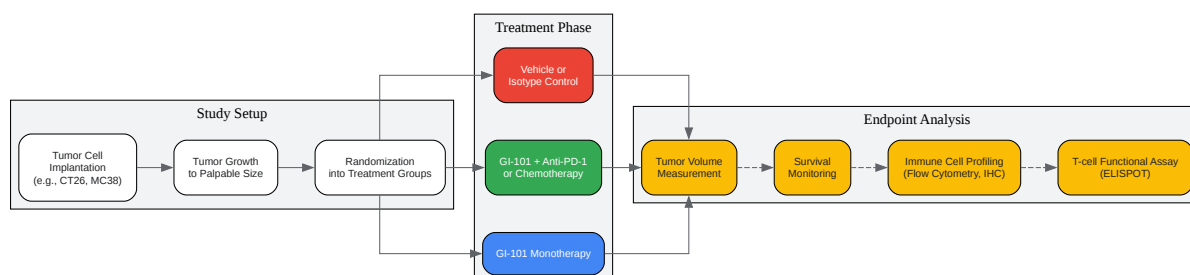 Treatment Phase
Vehicle or
Isotype Control
Study Setup
Tumor Cell
Implantation
(e.g., CT26, MC38)
Tumor Growth
to Palpable Size
Randomization
into Treatment Groups
GI-101 + Anti-PD-1
or Chemotherapy
GI-101 Monotherapy
Endpoint Analysis
Tumor Volume
Measurement
Survival
Monitoring
Immune Cell Profiling
(Flow Cytometry, IHC)
T-cell Functional Assay
(ELISPOT)